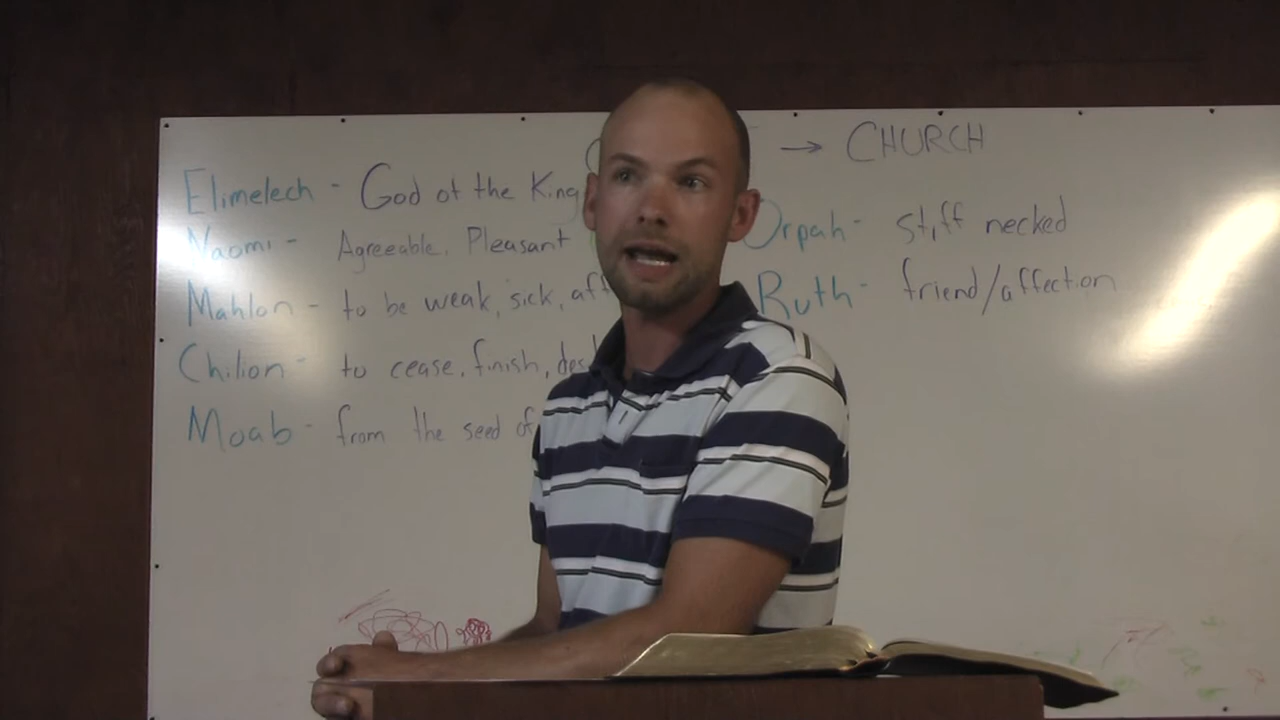 → CHURCH
Elimelech - God of the King
Naomi - Agreeable, Pleasant
Mahlon - to be weak, sick,
Chilion - to cease, finish,
Moab - from the seed of
Orpah - stiff necked
Ruth - friend/affection